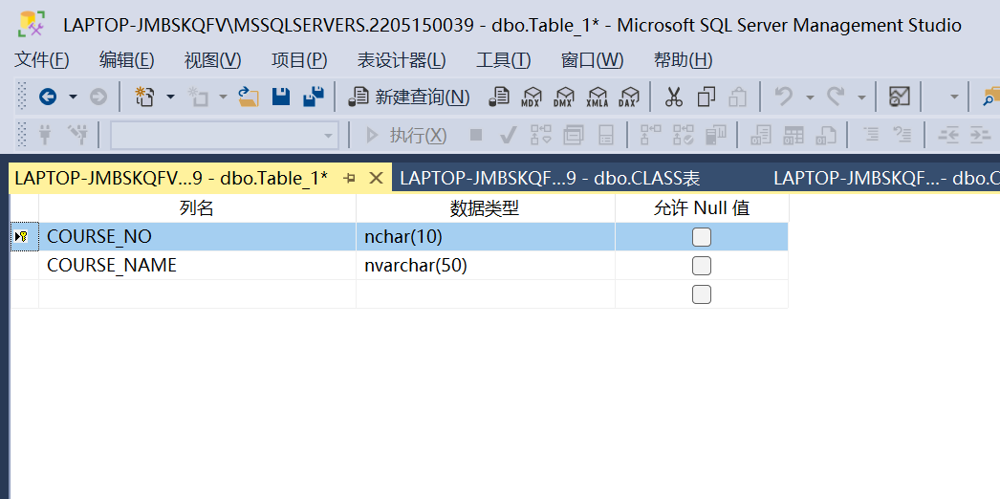 LAPTOP-JMBSKQFV\MSSQLSERVERS.2205150039 - dbo.Table_1* - Microsoft SQL Server Management Studio
文件(F) 编辑(E) 视图(V) 项目(P) 表设计器(L) 工具(T) 窗口(W) 帮助(H)
新建查询(N) MDX DMX XMLA DAX
执行(X)
LAPTOP-JMBSKQFV...9 - dbo.Table_1* LAPTOP-JMBSKQF...9 - dbo.CLASS表 LAPTOP-JMBSKQF...- dbo.C
列名 数据类型 允许 Null 值
COURSE_NO nchar(10)
COURSE_NAME nvarchar(50)